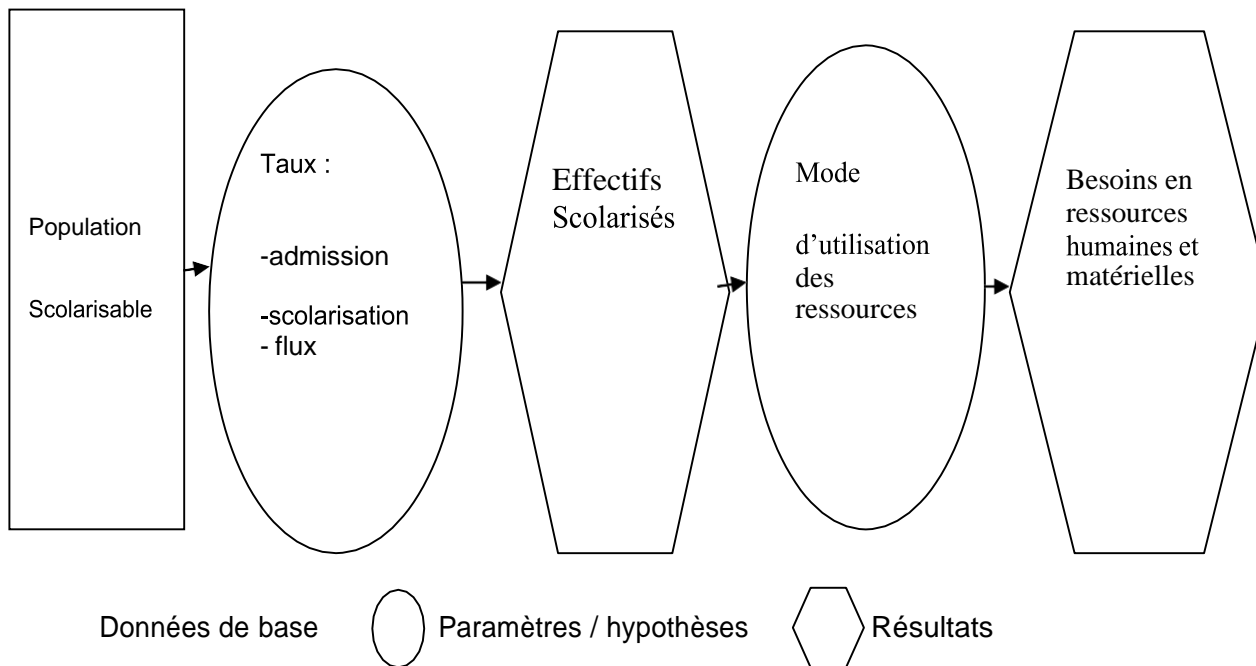 Population
Scolarisable
Taux :
-admission
-scolarisation
- flux
Effectifs
Scolarisés
Mode
d’utilisation
des
ressources
Besoins en
ressources
humaines et
matérielles
Données de base
Paramètres / hypothèses
Résultats